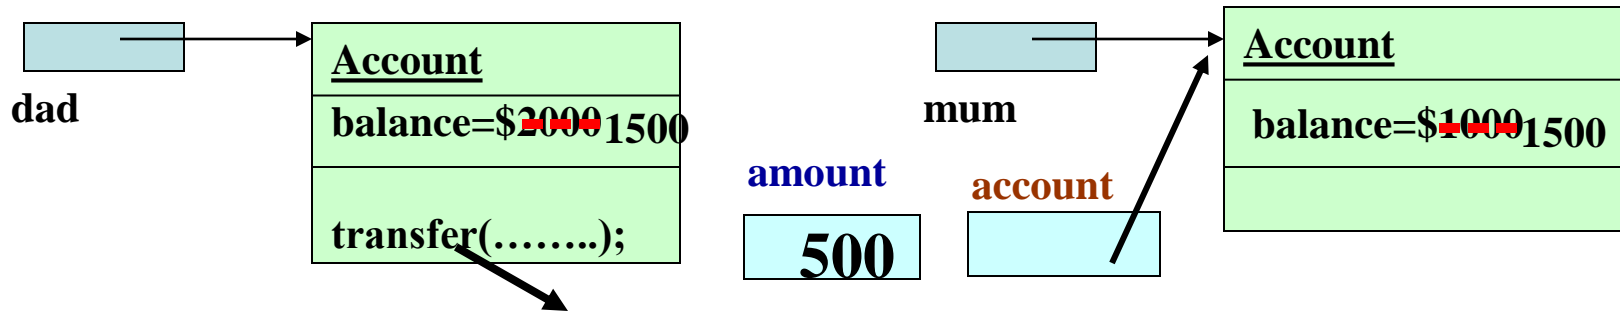 dad
Account
balance=$2000 1500
transfer(……..);
amount
500
mum
account
Account
balance=$1000 1500